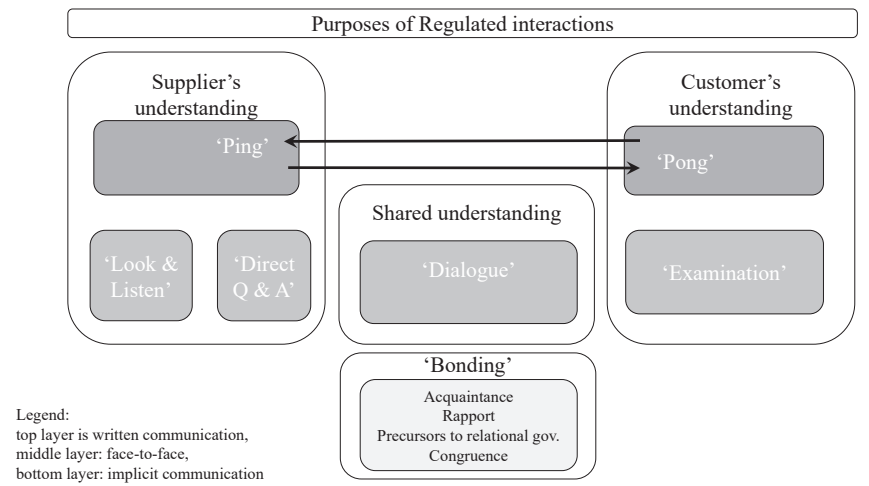 Purposes of Regulated interactions
Supplier’s
understanding
‘Ping’
‘Look &
Listen’
‘Direct
Q & A’
Shared understanding
‘Dialogue’
Customer’s
understanding
‘Pong’
‘Examination’
‘Bonding’
Acquaintance
Rapport
Precursors to relational gov.
Congruence
Legend:
top layer is written communication,
middle layer: face-to-face,
bottom layer: implicit communication